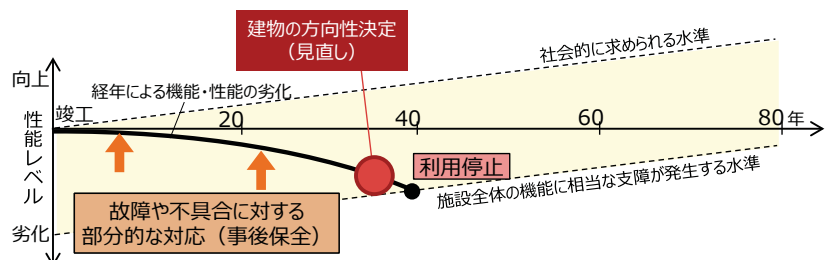 建物の方向性決定
（見直し）
社会的に求められる水準
向上
経年による機能・性能の劣化
竣工
20
40
60
80 年
性能レベル
利用停止
施設全体の機能に相当な支障が発生する水準
故障や不具合に対する
部分的な対応（事後保全）
劣化